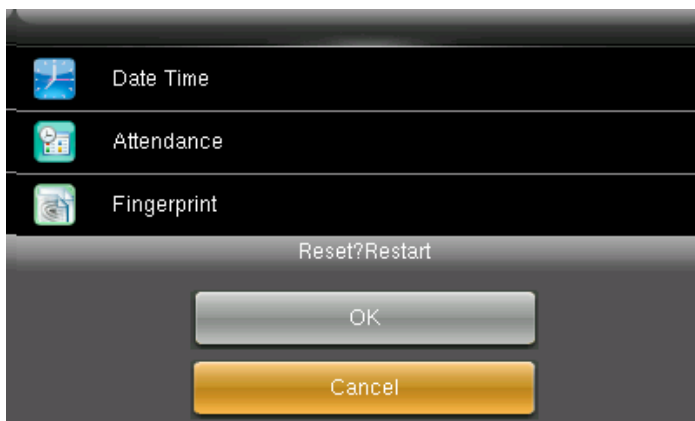 Date Time
Attendance
Fingerprint
Reset?Restart
OK
Cancel